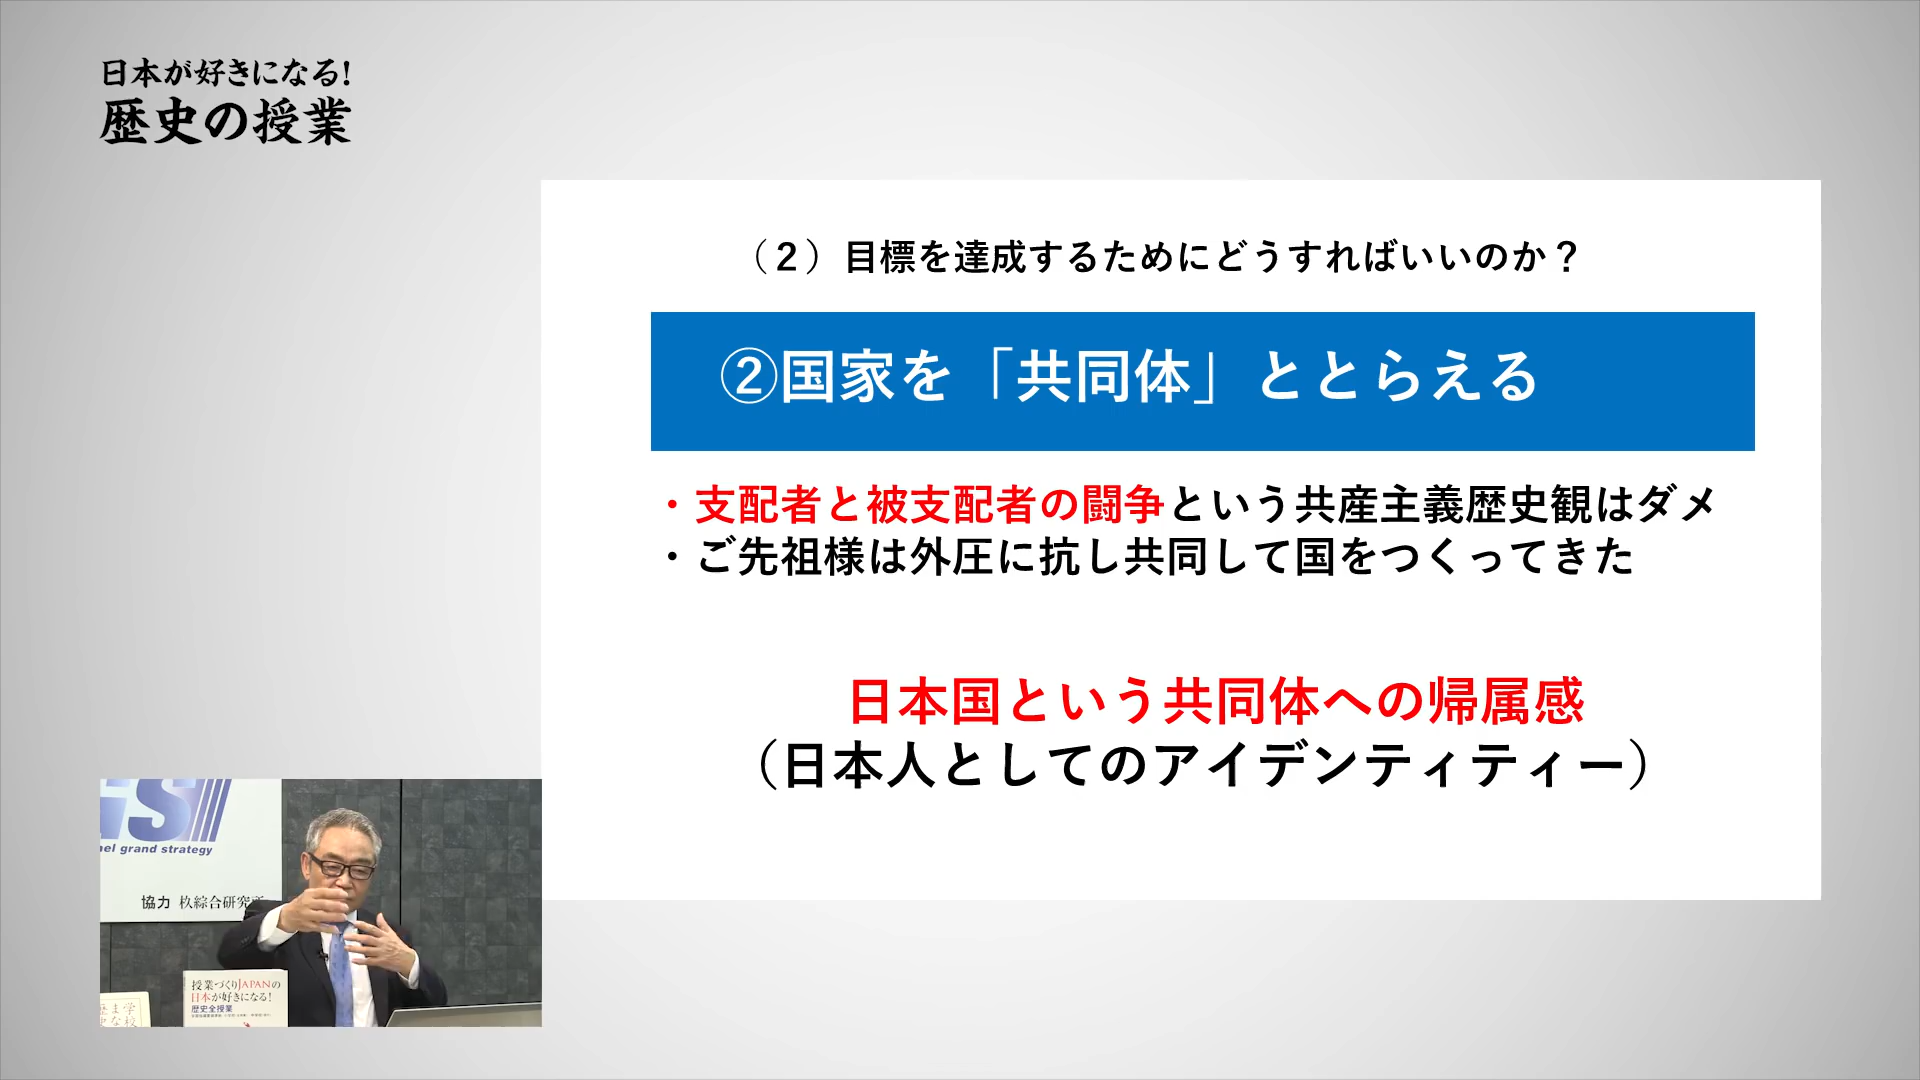 日本が好きになる!
歴史の授業
（２）目標を達成するためにどうすればいいのか？
②国家を「共同体」ととらえる
・支配者と被支配者の闘争という共産主義歴史観はダメ
・ご先祖様は外圧に抗し共同して国をつくってきた
日本国という共同体への帰属感
（日本人としてのアイデンティティー）
GS
nel grand strategy
協力 杦綜合研究所
授業づくりJAPANの
日本が好きになる!
歴史全授業